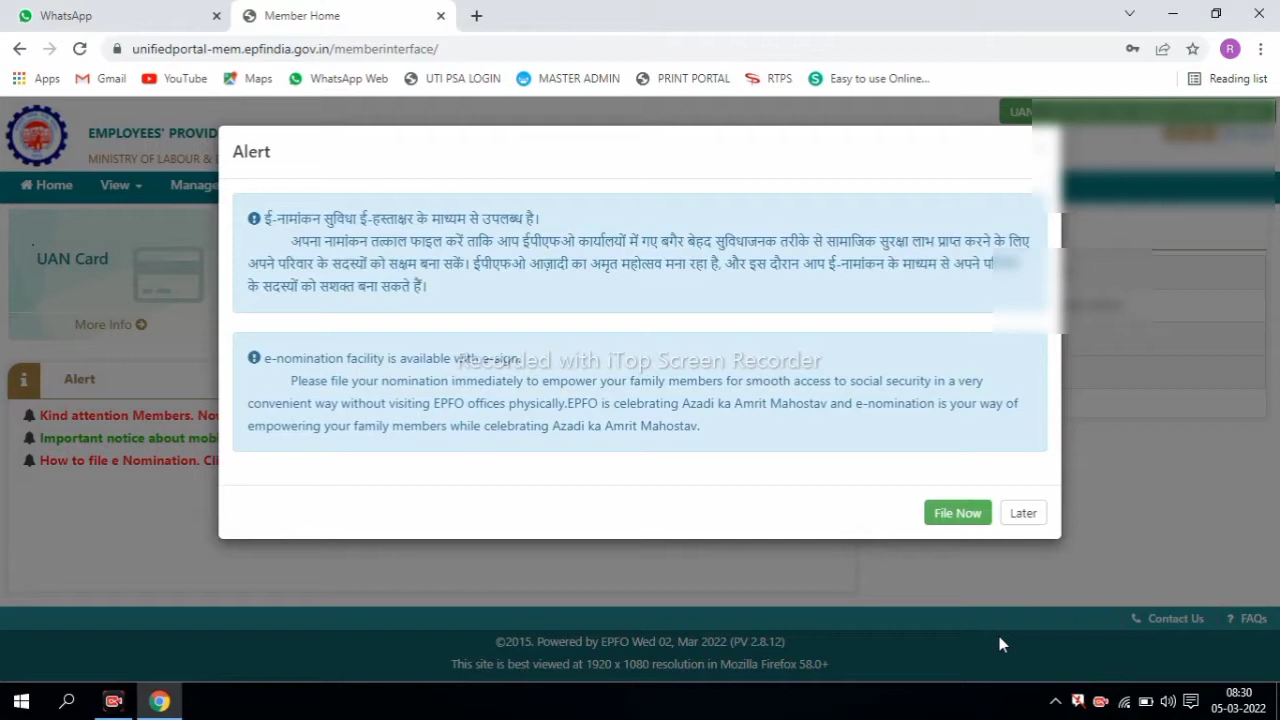 WhatsApp
Member Home
unifiedportal-mem.epfindia.gov.in/memberinterface/
R
Apps Gmail YouTube Maps WhatsApp Web UTI PSA LOGIN MASTER ADMIN PRINT PORTAL RTPS Easy to use Online... Reading list
UAN
EMPLOYEES' PROVID
MINISTRY OF LABOUR &
Home View Manage
Alert
ई-नामांकन सुविधा ई-हस्ताक्षर के माध्यम से उपलब्ध है।
अपना नामांकन तत्काल फाइल करें ताकि आप ईपीएफओ कार्यालयों में गए बगैर बेहद सुविधाजनक तरीके से सामाजिक सुरक्षा लाभ प्राप्त करने के लिए
अपने परिवार के सदस्यों को सक्षम बना सकें। ईपीएफओ आज़ादी का अमृत महोत्सव मना रहा है, और इस दौरान आप ई-नामांकन के माध्यम से अपने
के सदस्यों को सशक्त बना सकते हैं।
UAN Card
More Info
e-nomination facility is available with e-sign.
Recorded with iTop Screen Recorder
Please file your nomination immediately to empower your family members for smooth access to social security in a very
convenient way without visiting EPFO offices physically.EPFO is celebrating Azadi ka Amrit Mahostav and e-nomination is your way of
empowering your family members while celebrating Azadi ka Amrit Mahostav.
Alert
Kind attention Members. No
Important notice about mob
How to file e Nomination. Cli
File Now Later
Contact Us ? FAQs
©2015. Powered by EPFO Wed 02, Mar 2022 (PV 2.8.12)
This site is best viewed at 1920 x 1080 resolution in Mozilla Firefox 58.0+
08:30
05-03-2022